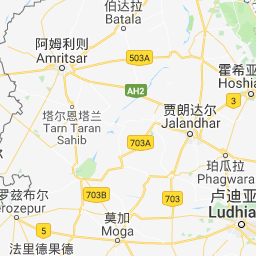 伯达拉
Batala
阿姆利则
Amritsar
503A
霍希亚
Hoshia
AH2
3
塔尔恩塔兰
Tarn Taran
Sahib
贾朗达尔
Jalandhar
703A
珀瓜拉
Phagwara
罗兹布尔
erozepur
703B
703
卢迪亚
Ludhia
莫加
Moga
法里德果德